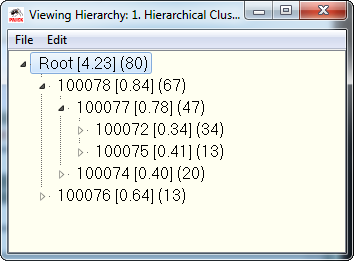 Viewing Hierarchy: 1. Hierarchical Clus...
File Edit
Root [4.23] (80)
100078 [0.84] (67)
100077 [0.78] (47)
100072 [0.34] (34)
100075 [0.41] (13)
100074 [0.40] (20)
100076 [0.64] (13)